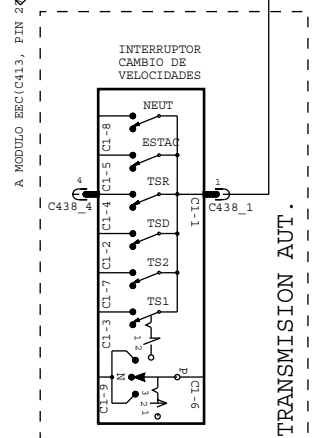 A MODULO EEC(C413, PIN 2
INTERRUPTOR
CAMBIO DE
VELOCIDADES
NEUT
C1-8
ESTAC
C1-5
4
C438_4
TSR
C1-4
C1-1
1
C438_1
TSD
C1-2
TS2
C1-7
TS1
C1-3
1
2
N
P
C1-9
C1-6
3
2
1
TRANSMISION AUT.